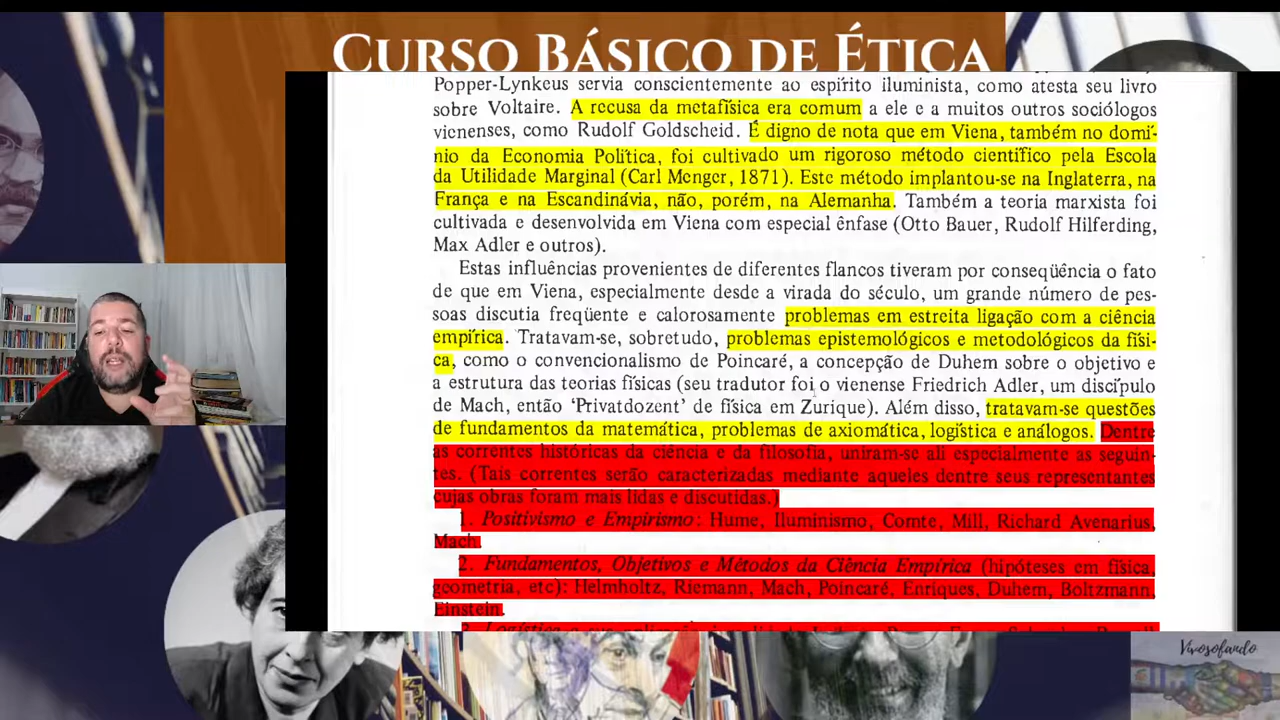 CURSO BÁSICO DE ÉTICA
Popper-Lynkeus servia conscientemente ao espírito iluminista, como atesta seu livro
sobre Voltaire. A recusa da metafísica era comum a ele e a muitos outros sociólogos
vienenses, como Rudolf Goldscheid. É digno de nota que em Viena, também no domí-
nio da Economia Política, foi cultivado um rigoroso método científico pela Escola
da Utilidade Marginal (Carl Menger, 1871). Este método implantou-se na Inglaterra, na
França e na Escandinávia, não, porém, na Alemanha. Também a teoria marxista foi
cultivada e desenvolvida em Viena com especial ênfase (Otto Bauer, Rudolf Hilferding,
Max Adler e outros).
Estas influências provenientes de diferentes flancos tiveram por conseqüência o fato
de que em Viena, especialmente desde a virada do século, um grande número de pes-
soas discutia freqüente e calorosamente problemas em estreita ligação com a ciência
empírica. Tratavam-se, sobretudo, problemas epistemológicos e metodológicos da físi-
ca, como o convencionalismo de Poincaré, a concepção de Duhem sobre o objetivo e
a estrutura das teorias físicas (seu tradutor foi o vienense Friedrich Adler, um discípulo
de Mach, então 'Privatdozent' de física em Zurique). Além disso, tratavam-se questões
de fundamentos da matemática, problemas de axiomática, logística e análogos. Dentre
as correntes históricas da ciência e da filosofia, uniram-se ali especialmente as seguin-
tes. (Tais correntes serão caracterizadas mediante aqueles dentre seus representantes
cujas obras foram mais lidas e discutidas.)
1. Positivismo e Empirismo: Hume, Iluminismo, Comte, Mill, Richard Avenarius,
Mach.
2. Fundamentos, Objetivos e Métodos da Ciência Empírica (hipóteses em física,
geometria, etc): Helmholtz, Riemann, Mach, Poincaré, Enriques, Duhem, Boltzmann,
Einstein.
Vivosofando